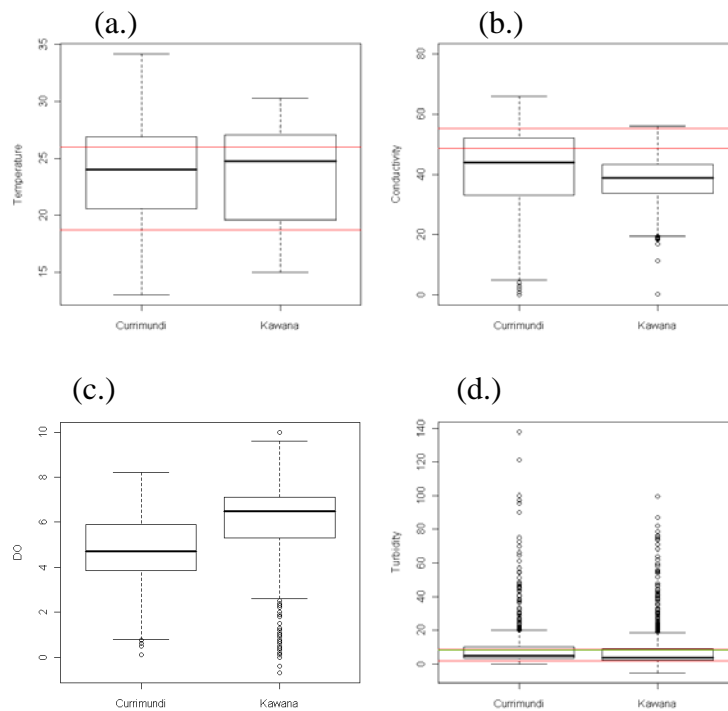 (a.)
(b.)
Temperature
35
30
25
20
15
Currimundi
Kawana
Conductivity
80
60
40
20
0
Currimundi
Kawana
(c.)
(d.)
DO
10
8
6
4
2
0
Currimundi
Kawana
Turbidity
140
120
100
80
60
40
20
0
Currimundi
Kawana